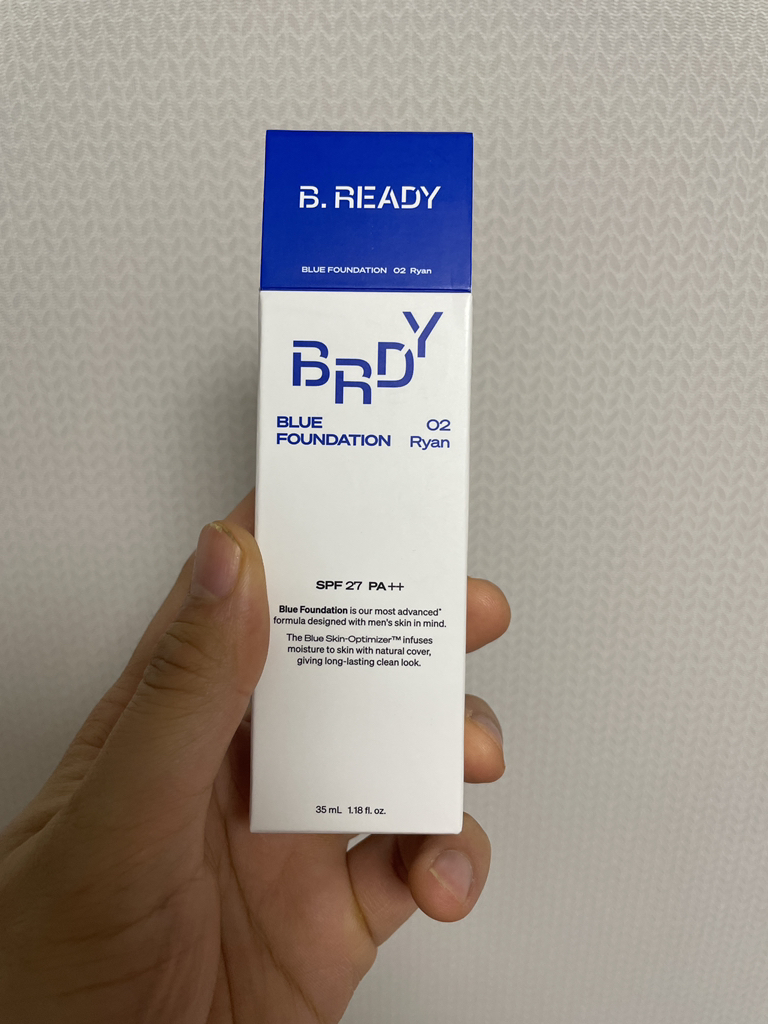 B. READY
BLUE FOUNDATION 02 Ryan
BRDY
BLUE 02
FOUNDATION Ryan
SPF 27 PA++
Blue Foundation is our most advanced*
formula designed with men's skin in mind.
The Blue Skin-Optimizer™ infuses
moisture to skin with natural cover,
giving long-lasting clean look.
35 mL 1.18 fl. oz.